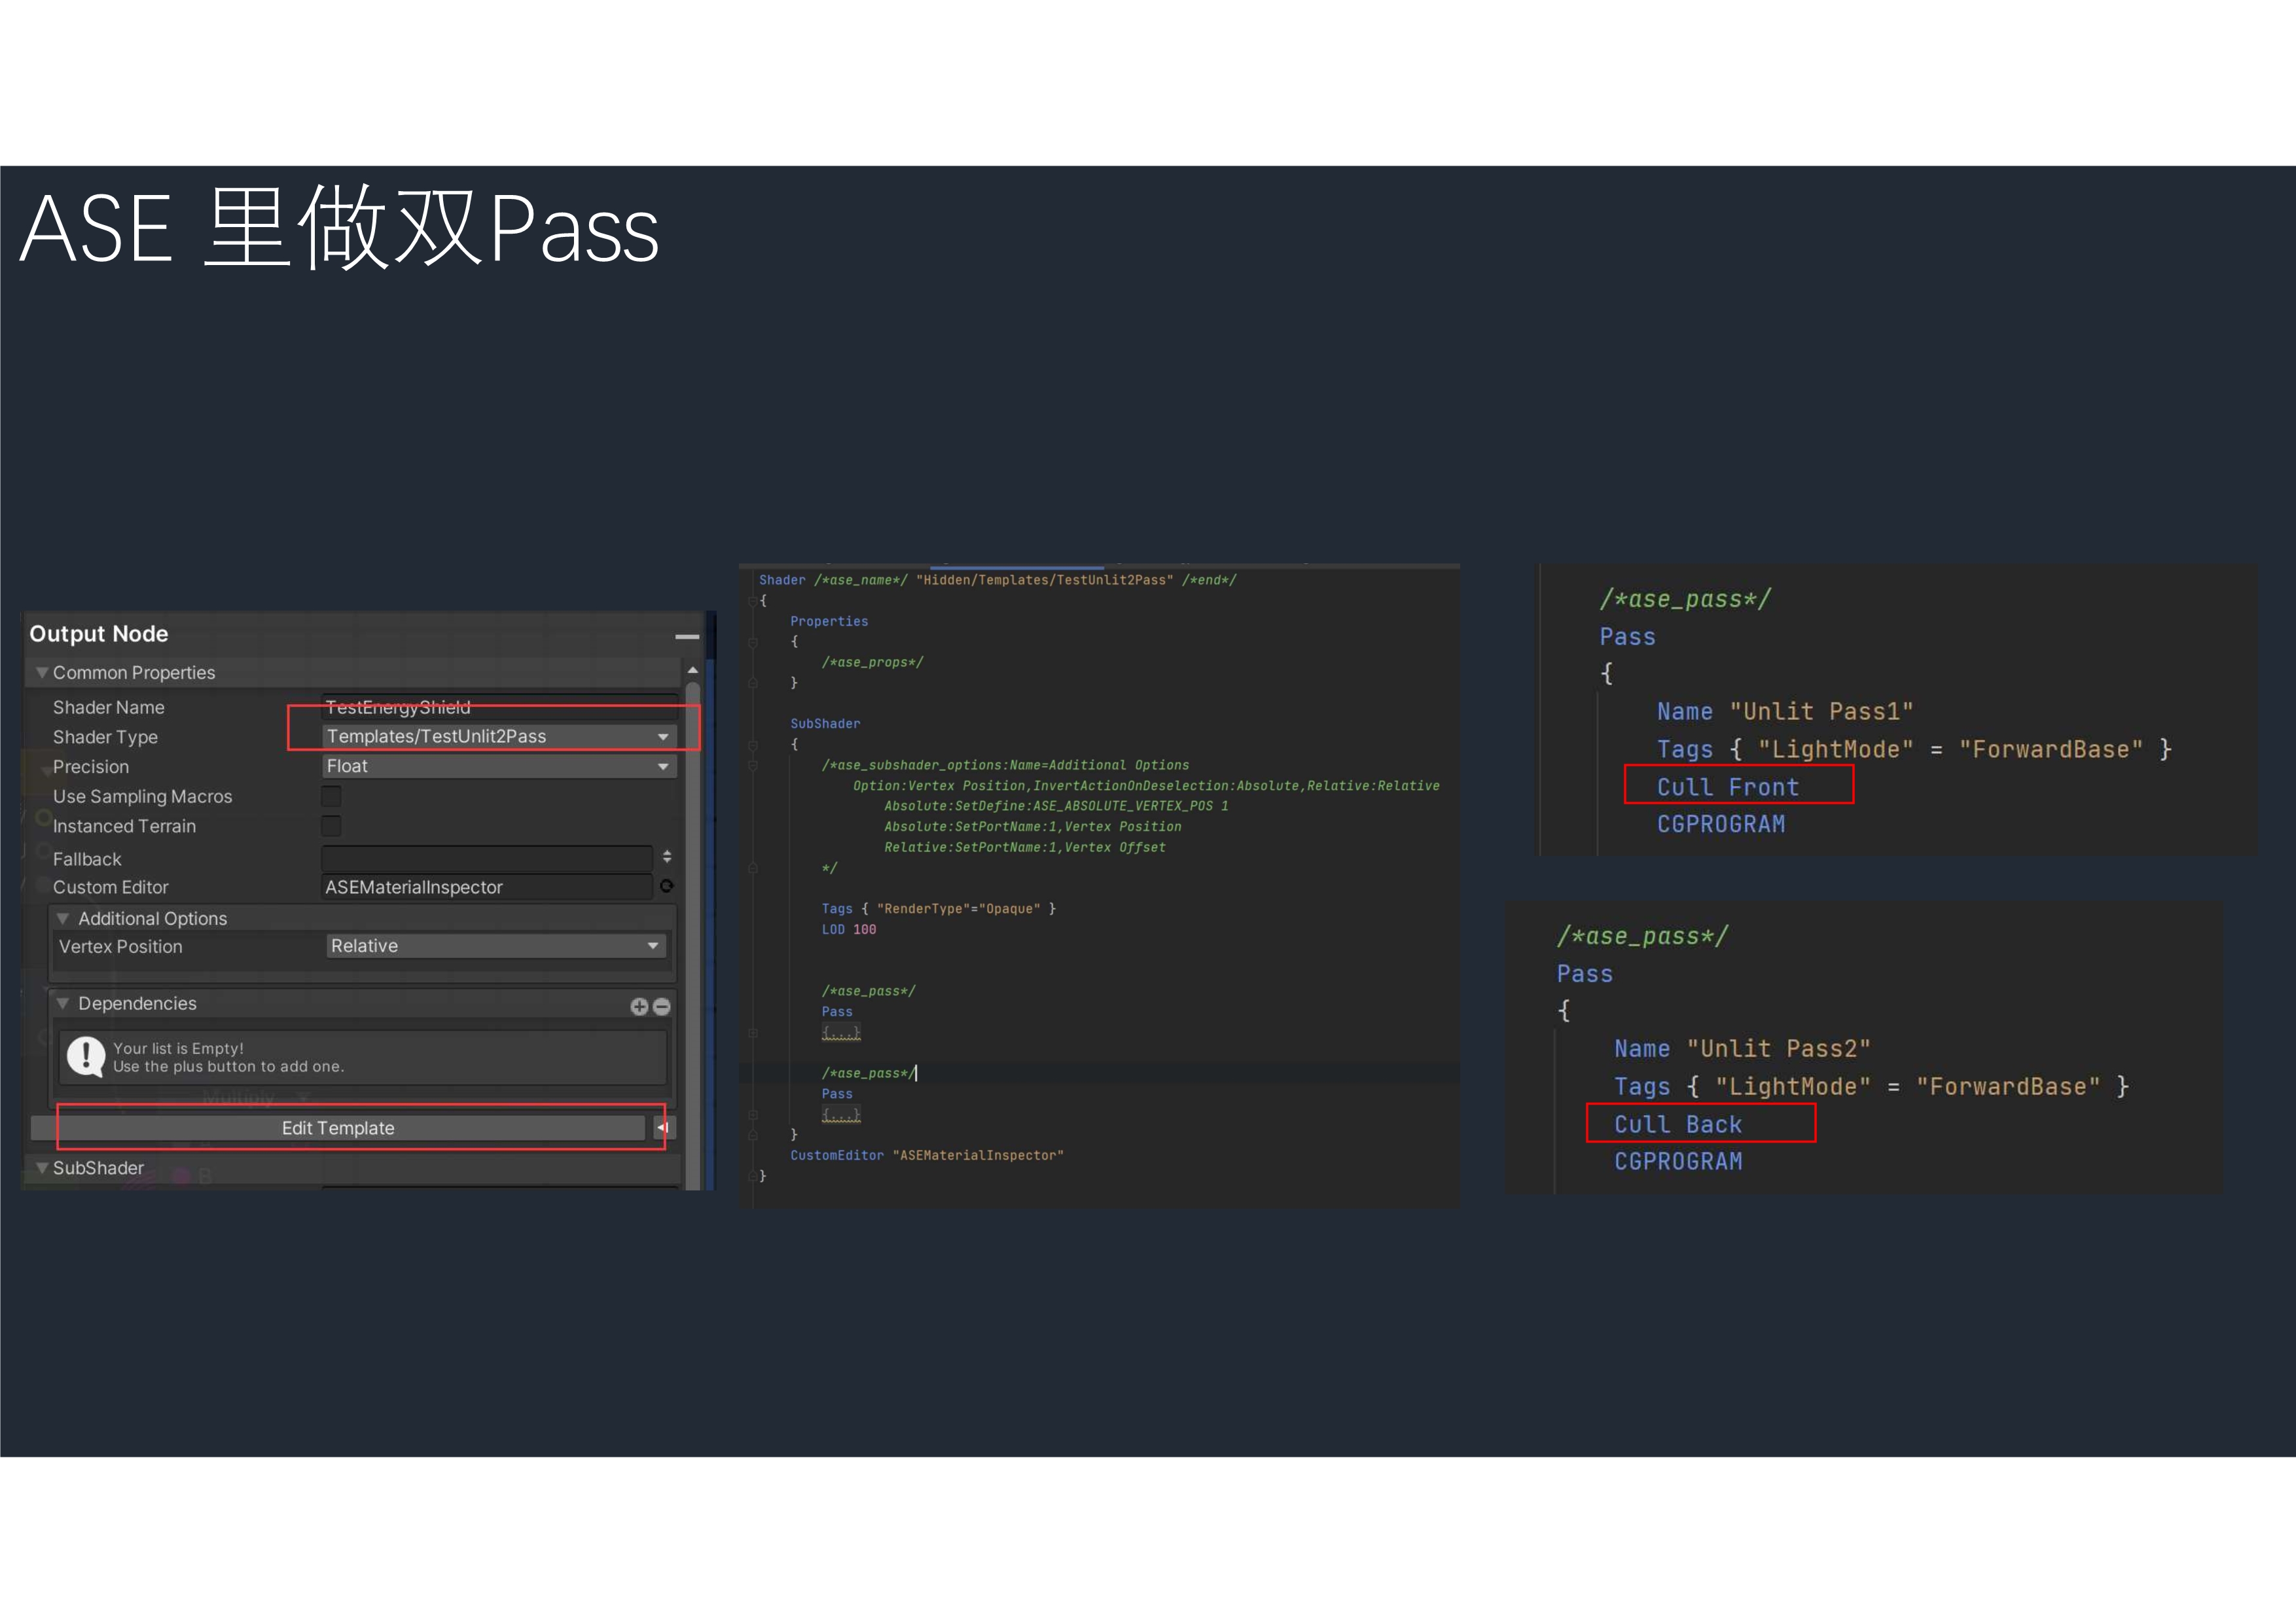 ASE 里做双Pass
Output Node
Common Properties
Shader Name TestEnergyShield
Shader Type Templates/TestUnlit2Pass
Precision Float
Use Sampling Macros
Instanced Terrain
Fallback
Custom Editor ASEMaterialInspector
Additional Options
Vertex Position Relative
Dependencies
Your list is Empty!
Use the plus button to add one.
Multiply
Edit Template
SubShader
B
Shader /*ase_name*/ "Hidden/Templates/TestUnlit2Pass" /*end*/
{
Properties
{
/*ase_props*/
}
SubShader
{
/*ase_subshader_options:Name=Additional Options
Option:Vertex Position,InvertActionOnDeselection:Absolute,Relative:Relative
Absolute:SetDefine:ASE_ABSOLUTE_VERTEX_POS 1
Absolute:SetPortName:1,Vertex Position
Relative:SetPortName:1,Vertex Offset
*/
Tags { "RenderType"="Opaque" }
LOD 100
/*ase_pass*/
Pass
{...}
/*ase_pass*/
Pass
{...}
}
CustomEditor "ASEMaterialInspector"
}
/*ase_pass*/
Pass
{
Name "Unlit Pass1"
Tags { "LightMode" = "ForwardBase" }
Cull Front
CGPROGRAM
/*ase_pass*/
Pass
{
Name "Unlit Pass2"
Tags { "LightMode" = "ForwardBase" }
Cull Back
CGPROGRAM